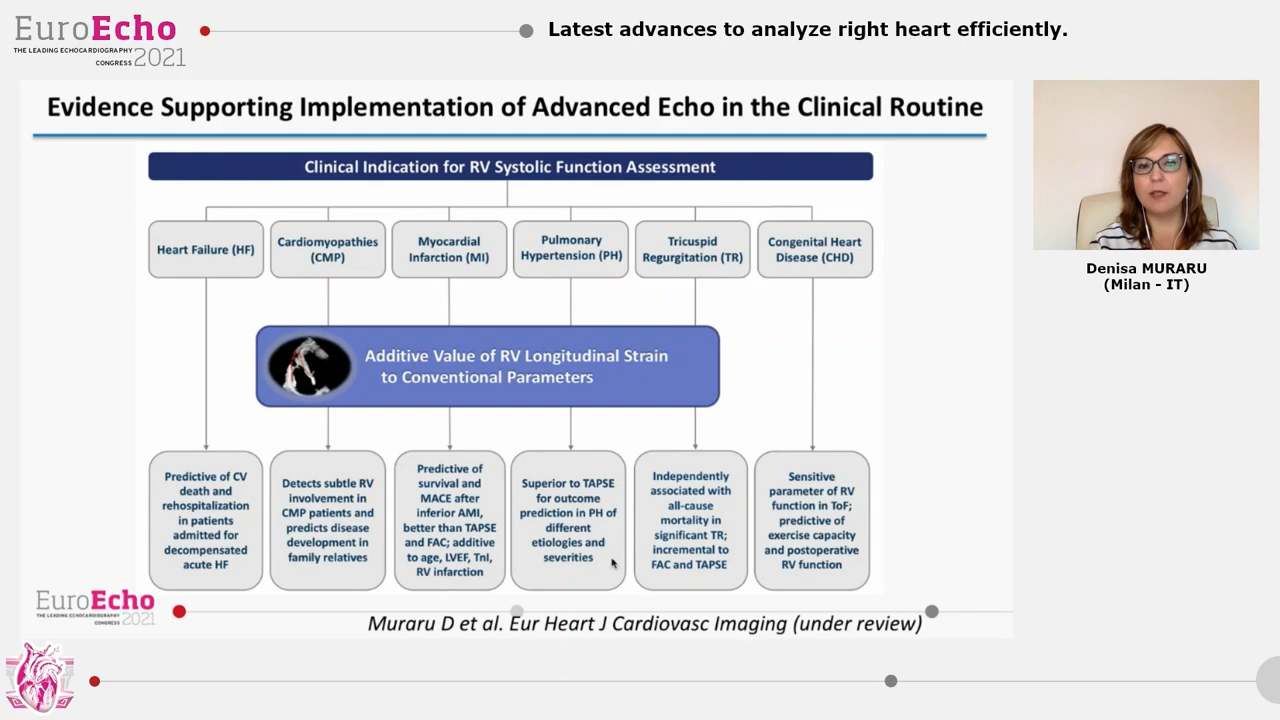 EuroEcho
THE LEADING ECHOCARDIOGRAPHY
CONGRESS 2021
Latest advances to analyze right heart efficiently.
Evidence Supporting Implementation of Advanced Echo in the Clinical Routine
Clinical Indication for RV Systolic Function Assessment
Heart Failure (HF)
Cardiomyopathies
(CMP)
Myocardial
Infarction (MI)
Pulmonary
Hypertension (PH)
Tricuspid
Regurgitation (TR)
Congenital Heart
Disease (CHD)
Additive Value of RV Longitudinal Strain
to Conventional Parameters
Predictive of CV
death and
rehospitalization
in patients
admitted for
decompensated
acute HF
Detects subtle RV
involvement in
CMP patients and
predicts disease
development in
family relatives
Predictive of
survival and
MACE after
inferior AMI,
better than TAPSE
and FAC; additive
to age, LVEF, TnI,
RV infarction
Superior to TAPSE
for outcome
prediction in PH of
different
etiologies and
severities
Independently
associated with
all-cause
mortality in
significant TR;
incremental to
FAC and TAPSE
Sensitive
parameter of RV
function in ToF;
predictive of
exercise capacity
and postoperative
RV function
EuroEcho
THE LEADING ECHOCARDIOGRAPHY
CONGRESS 2021
Muraru D et al. Eur Heart J Cardiovasc Imaging (under review)
Denisa MURARU
(Milan - IT)